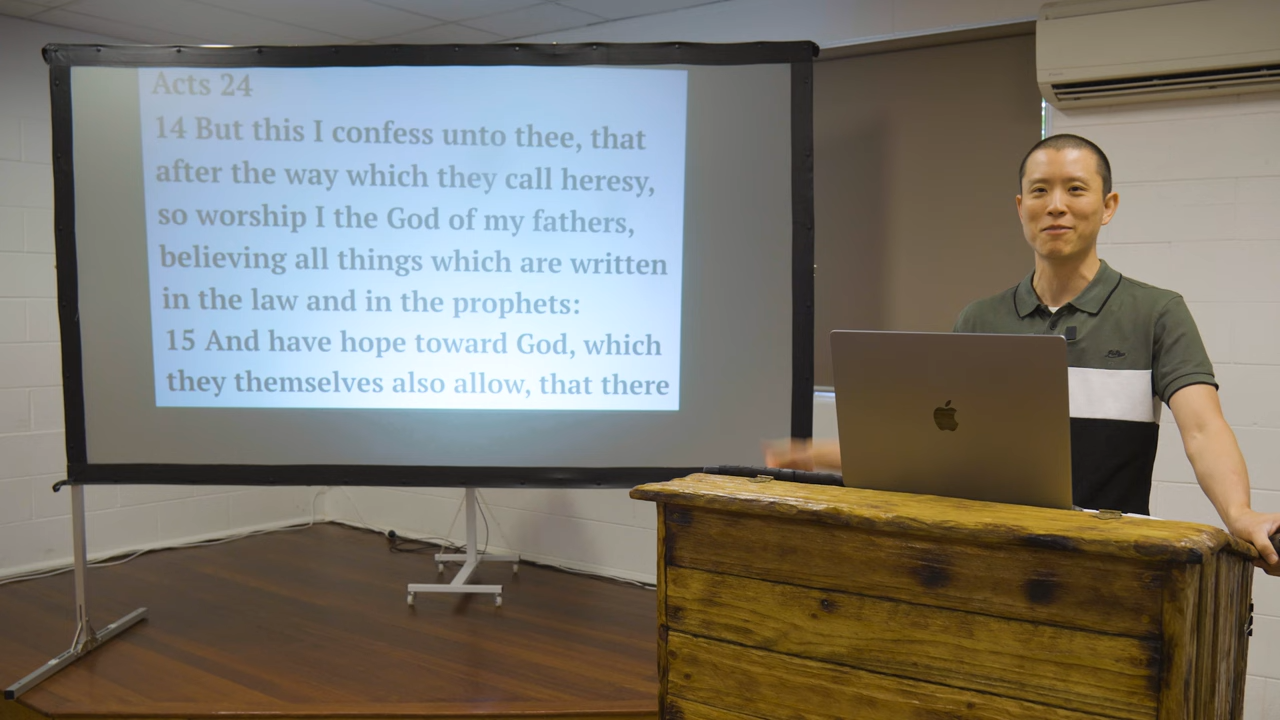 Acts 24
14 But this I confess unto thee, that
after the way which they call heresy,
so worship I the God of my fathers,
believing all things which are written
in the law and in the prophets:
15 And have hope toward God, which
they themselves also allow, that there